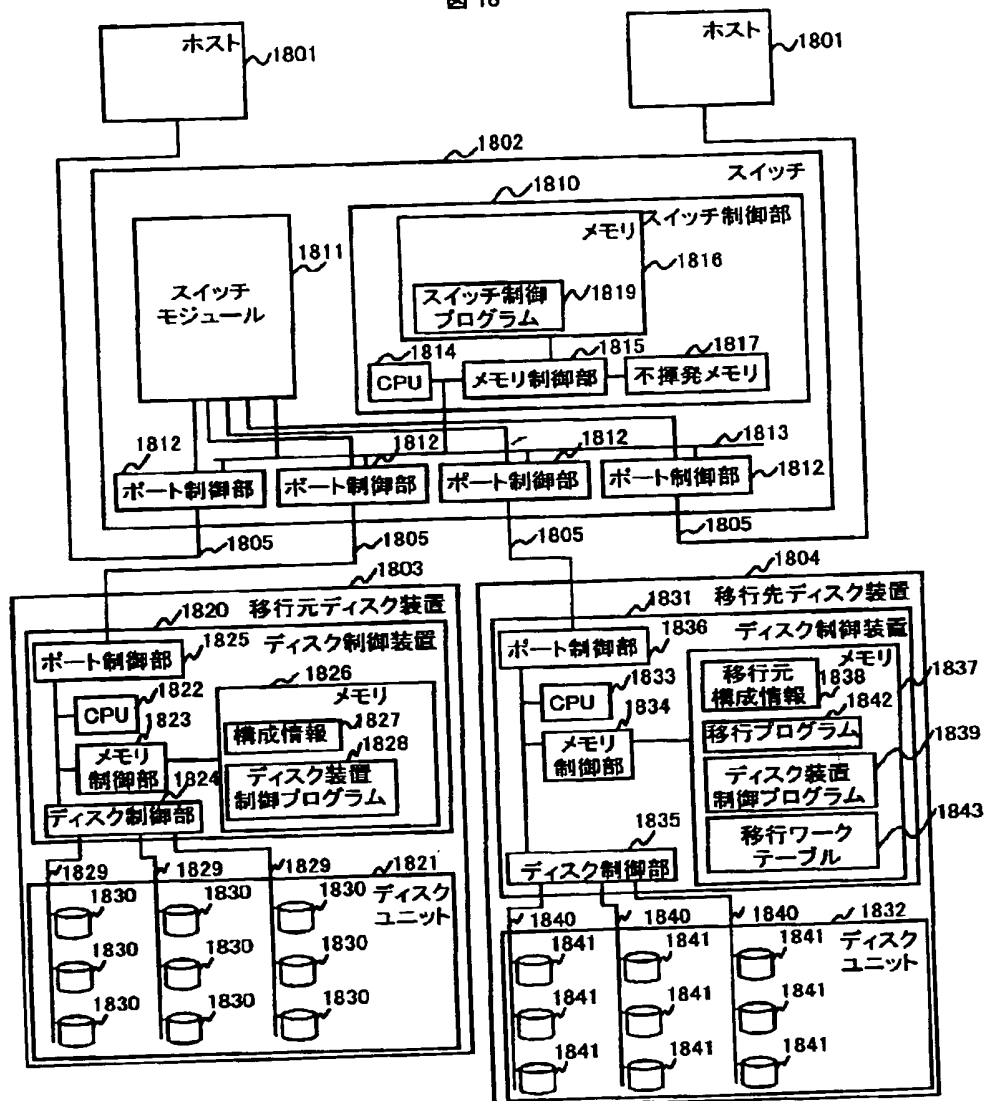 図 18
ホスト
1801
ホスト
1801
1802
スイッチ
1810
スイッチ制御部
メモリ
1816
1811
スイッチ
モジュール
スイッチ制御
プログラム
1819
1814
CPU
1815
メモリ制御部
1817
不揮発メモリ
1813
1812
ポート制御部
1812
ポート制御部
1812
ポート制御部
1812
ポート制御部
1805
1805
1805
1805
1803
移行元ディスク装置
1820
ディスク制御装置
1825
ポート制御部
1822
CPU
1823
メモリ
制御部
1824
ディスク制御部
1826
メモリ
1827
構成情報
1828
ディスク装置
制御プログラム
1829
1829
1829
1821
ディスク
ユニット
1830
1830
1830
1830
1830
1830
1830
1830
1830
1804
移行先ディスク装置
1831
ディスク制御装置
1836
ポート制御部
1833
CPU
1834
メモリ
制御部
1835
ディスク制御部
メモリ
1837
移行元
構成情報
1838
1842
移行プログラム
1839
ディスク装置
制御プログラム
1843
移行ワーク
テーブル
1840
1840
1840
1832
ディスク
ユニット
1841
1841
1841
1841
1841
1841
1841
1841
1841